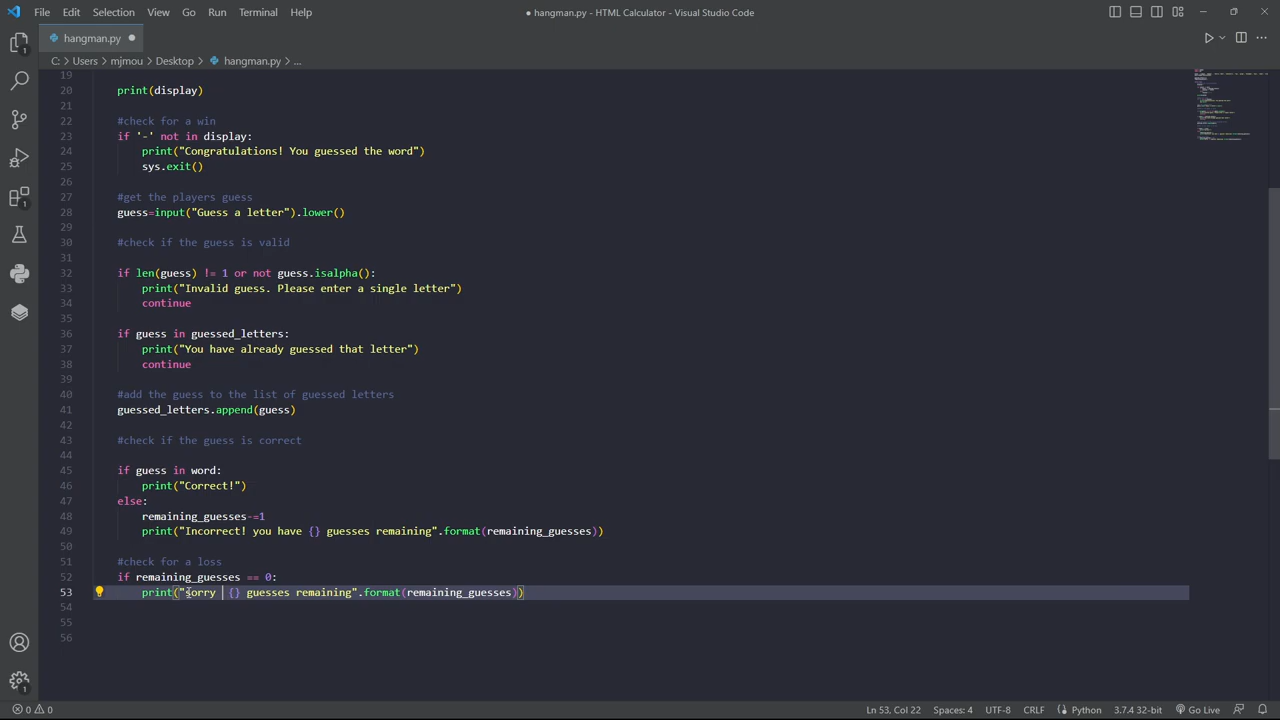 File Edit Selection View Go Run Terminal Help
● hangman.py - HTML Calculator - Visual Studio Code
hangman.py ●
C: > Users > mjmou > Desktop > hangman.py > ...
19
20 print(display)
21
22 #check for a win
23 if '-' not in display:
24 print("Congratulations! You guessed the word")
25 sys.exit()
26
27 #get the players guess
28 guess=input("Guess a letter").lower()
29
30 #check if the guess is valid
31
32 if len(guess) != 1 or not guess.isalpha():
33 print("Invalid guess. Please enter a single letter")
34 continue
35
36 if guess in guessed_letters:
37 print("You have already guessed that letter")
38 continue
39
40 #add the guess to the list of guessed letters
41 guessed_letters.append(guess)
42
43 #check if the guess is correct
44
45 if guess in word:
46 print("Correct!")
47 else:
48 remaining_guesses-=1
49 print("Incorrect! you have {} guesses remaining".format(remaining_guesses))
50
51 #check for a loss
52 if remaining_guesses == 0:
53 print("Sorry {} guesses remaining".format(remaining_guesses))
54
55
56
1
1
1
0 0
Ln 53, Col 22 Spaces: 4 UTF-8 CRLF Python 3.7.4 32-bit Go Live